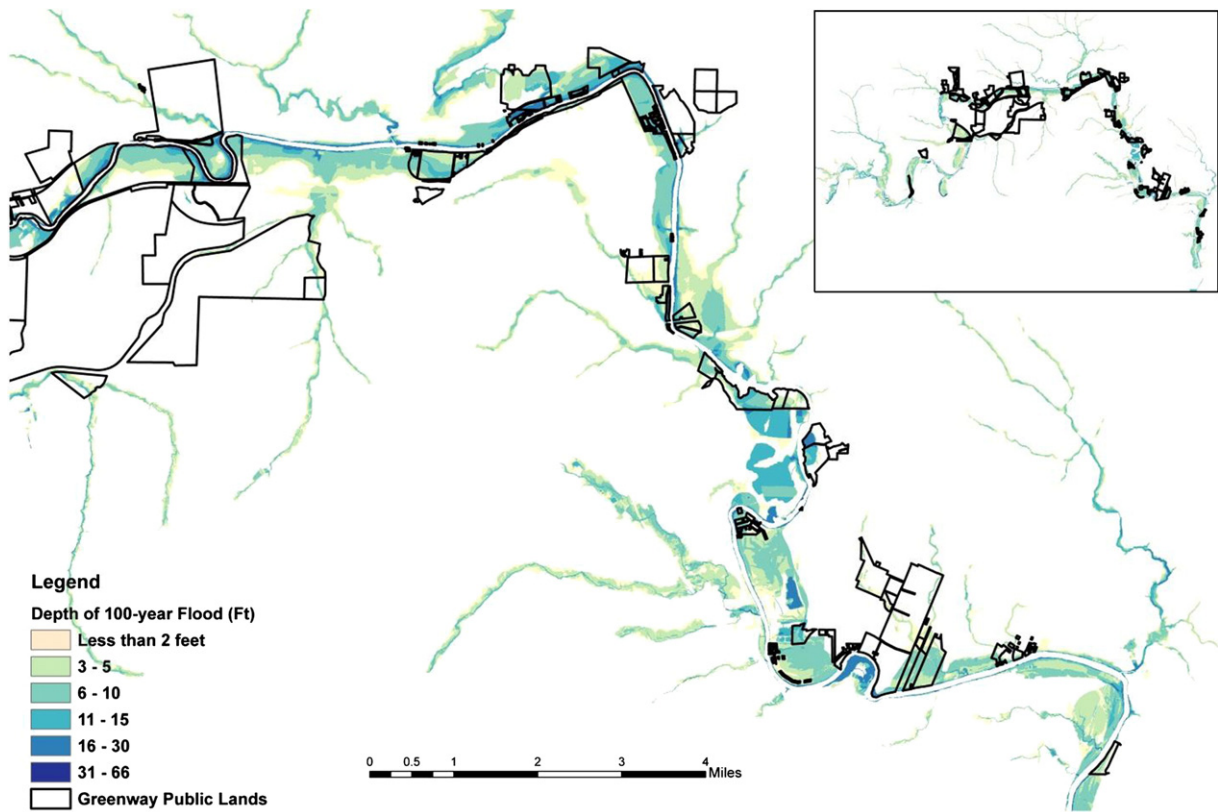 Legend
Depth of 100-year Flood (Ft)
Less than 2 feet
3 - 5
6 - 10
11 - 15
16 - 30
31 - 66
Greenway Public Lands
0 0.5 1 2 3 4
Miles